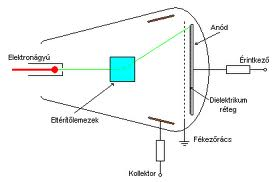 Anód
Elektronágyú
Érintkező
Dielektrikum
réteg
Eltérítőlemezek
Fékezőrács
Kollektor